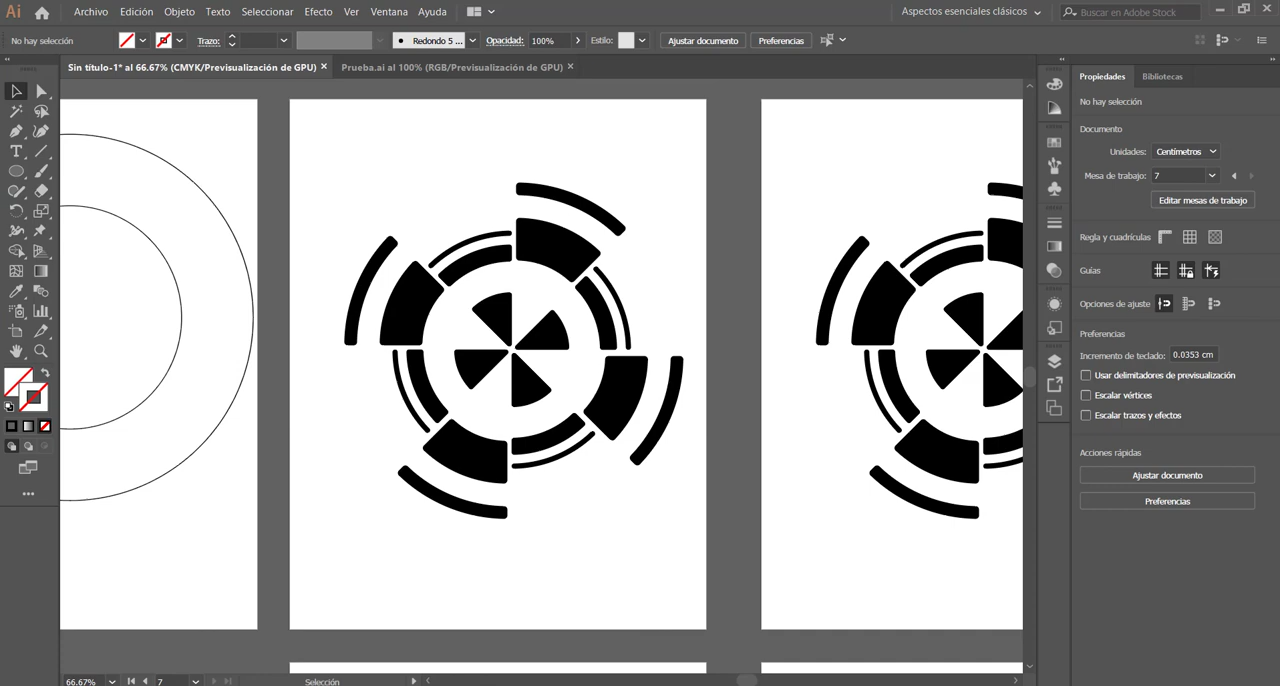 Ai Archivo Edición Objeto Texto Seleccionar Efecto Ver Ventana Ayuda Aspectos esenciales clásicos Buscar en Adobe Stock
No hay selección Trazo: Redondo 5 ... Opacidad: 100% Estilo: Ajustar documento Preferencias
Sin título-1* al 66.67% (CMYK/Previsualización de GPU) × Prueba.ai al 100% (RGB/Previsualización de GPU) ×
Propiedades Bibliotecas
No hay selección
Documento
Unidades: Centímetros
Mesa de trabajo: 7
Editar mesas de trabajo
Regla y cuadrículas
Guías
Opciones de ajuste
Preferencias
Incremento de teclado: 0.0353 cm
Usar delimitadores de previsualización
Escalar vértices
Escalar trazos y efectos
Acciones rápidas
Ajustar documento
Preferencias
66.67% 7 Selección